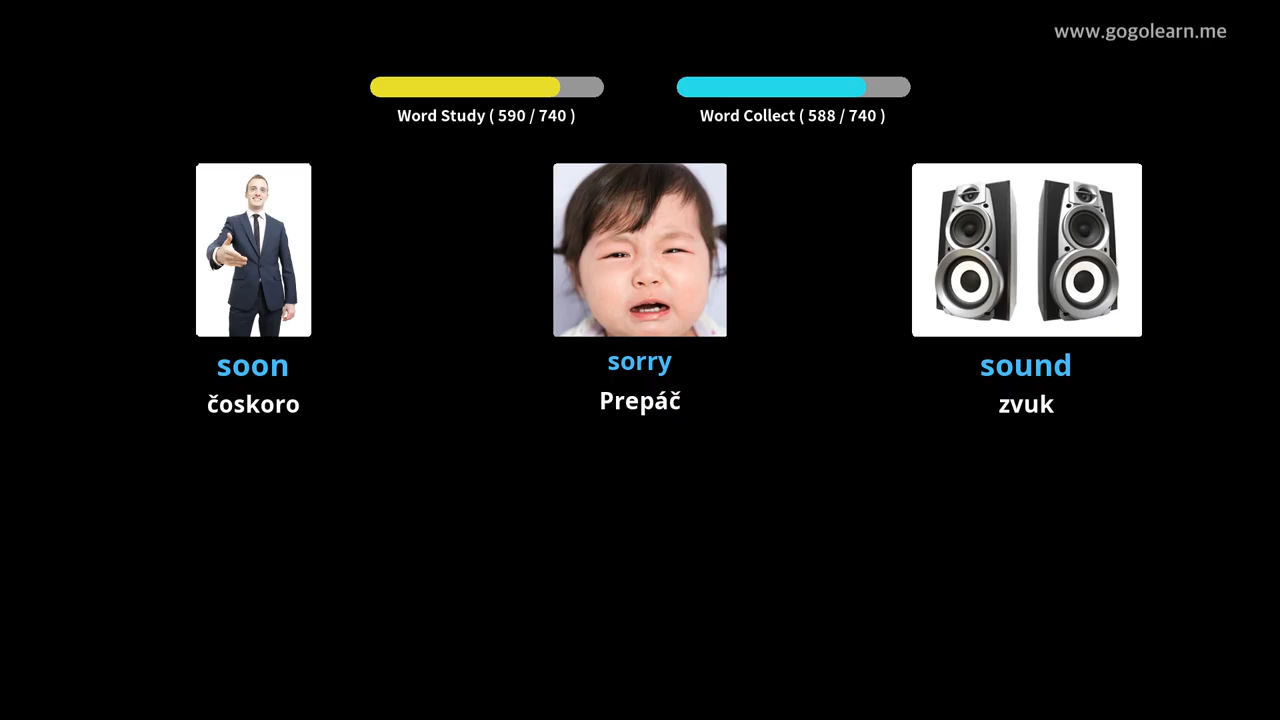 www.gogolearn.me
Word Study ( 590 / 740 )
Word Collect ( 588 / 740 )
soon
čoskoro
sorry
Prepáč
sound
zvuk